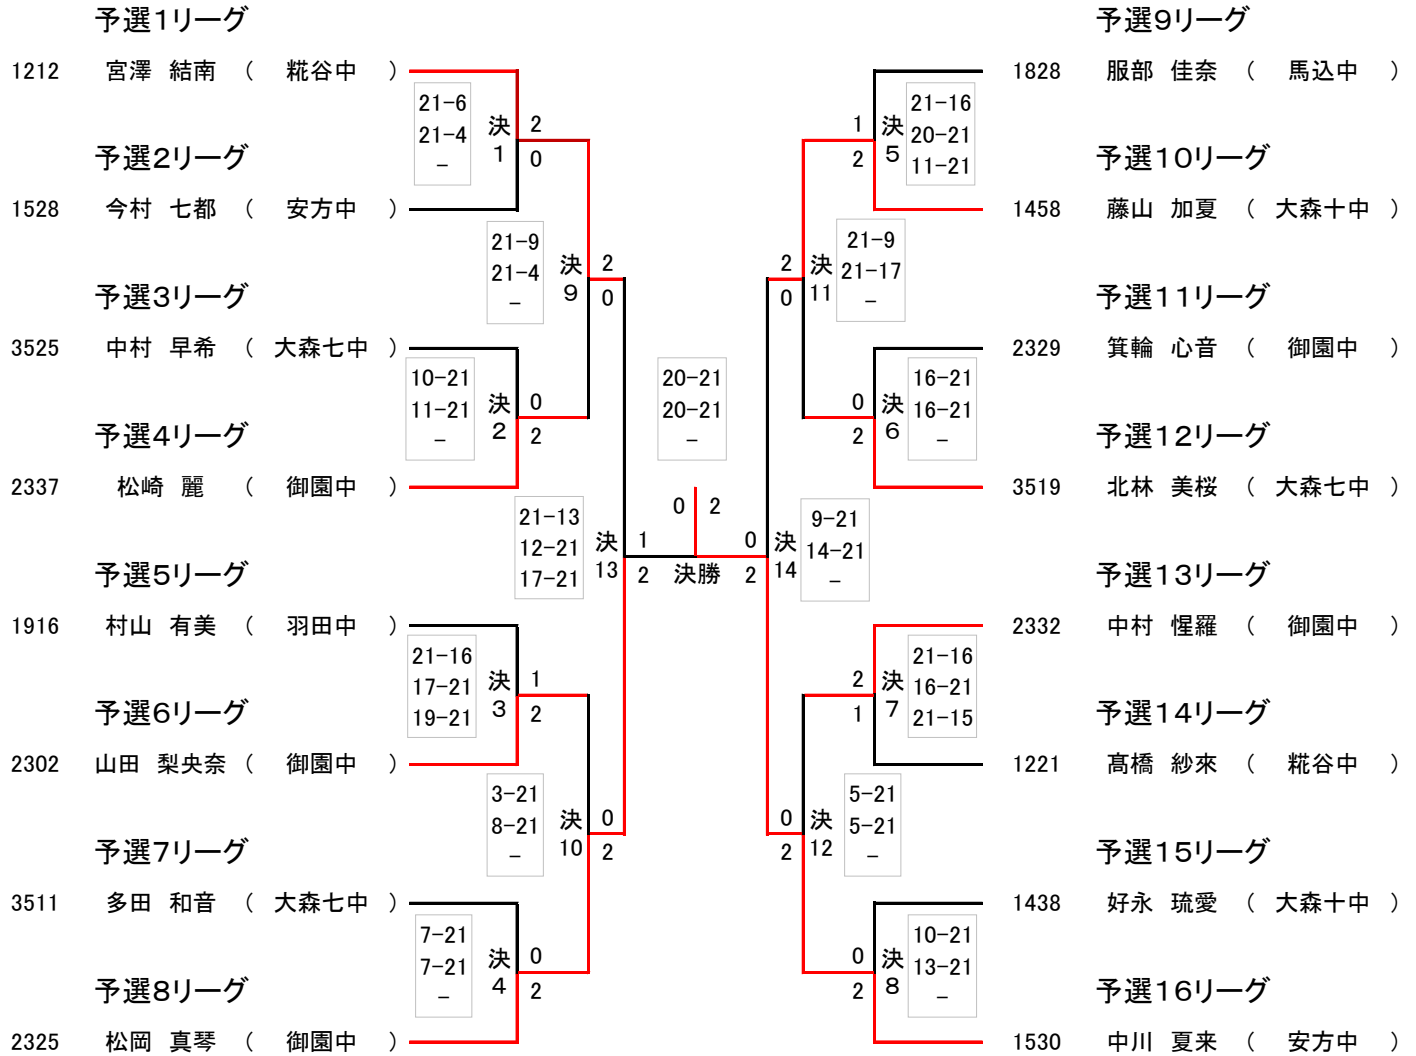 予選1リーグ
1212 宮澤 結南 （ 糀谷中 ）
21-6
21-4
-
決
1
2
0
予選2リーグ
1528 今村 七都 （ 安方中 ）
21-9
21-4
-
決
9
2
0
予選3リーグ
3525 中村 早希 （ 大森七中 ）
10-21
11-21
-
決
2
0
2
予選4リーグ
2337 松崎 麗 （ 御園中 ）
21-13
12-21
17-21
決
13
1
2
予選5リーグ
1916 村山 有美 （ 羽田中 ）
21-16
17-21
19-21
決
3
1
2
予選6リーグ
2302 山田 梨央奈 （ 御園中 ）
3-21
8-21
-
決
10
0
2
予選7リーグ
3511 多田 和音 （ 大森七中 ）
7-21
7-21
-
決
4
0
2
予選8リーグ
2325 松岡 真琴 （ 御園中 ）
20-21
20-21
-
0 2
決勝
予選9リーグ
1828 服部 佳奈 （ 馬込中 ）
1
2
決
5
21-16
20-21
11-21
予選10リーグ
1458 藤山 加夏 （ 大森十中 ）
2
0
決
11
21-9
21-17
-
予選11リーグ
2329 箕輪 心音 （ 御園中 ）
0
2
決
6
16-21
16-21
-
予選12リーグ
3519 北林 美桜 （ 大森七中 ）
0
2
決
14
9-21
14-21
-
予選13リーグ
2332 中村 惺羅 （ 御園中 ）
2
1
決
7
21-16
16-21
21-15
予選14リーグ
1221 髙橋 紗來 （ 糀谷中 ）
0
2
決
12
5-21
5-21
-
予選15リーグ
1438 好永 琉愛 （ 大森十中 ）
0
2
決
8
10-21
13-21
-
予選16リーグ
1530 中川 夏来 （ 安方中 ）